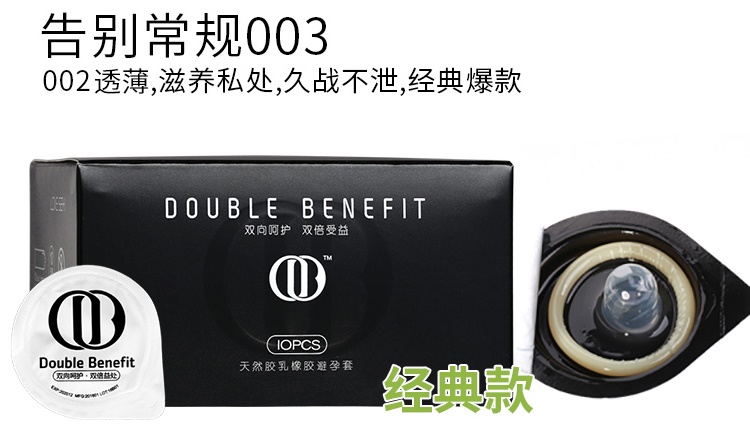 告别常规003
002透薄,滋养私处,久战不泄,经典爆款
DOUBLE BENEFIT
双向呵护 双倍受益
™
10PCS
天然胶乳橡胶避孕套
Double Benefit
双向呵护·双倍益处
经典款